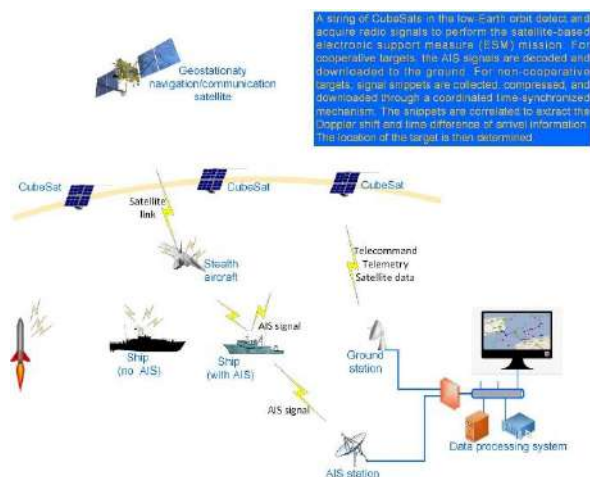 A string of CubeSats in the low-Earth orbit detect and
acquire radio signals to perform the satellite-based
electronic support measure (ESM) mission. For
cooperative targets, the AIS signals are decoded and
downloaded to the ground. For non-cooperative
targets, signal snippets are collected, compressed, and
downloaded through a coordinated time-synchronized
mechanism. The snippets are correlated to extract the
Doppler shift and time difference of arrival information.
The location of the target is then determined
Geostationaty
navigation/communication
satellite
CubeSat
CubeSat
CubeSat
Satellite
link
Stealth
aircraft
Telecommand
Telemetry
Satellite data
AIS signal
Ship
(no AIS)
Ship
(with AIS)
Ground
station
AIS signal
Data processing system
AIS station